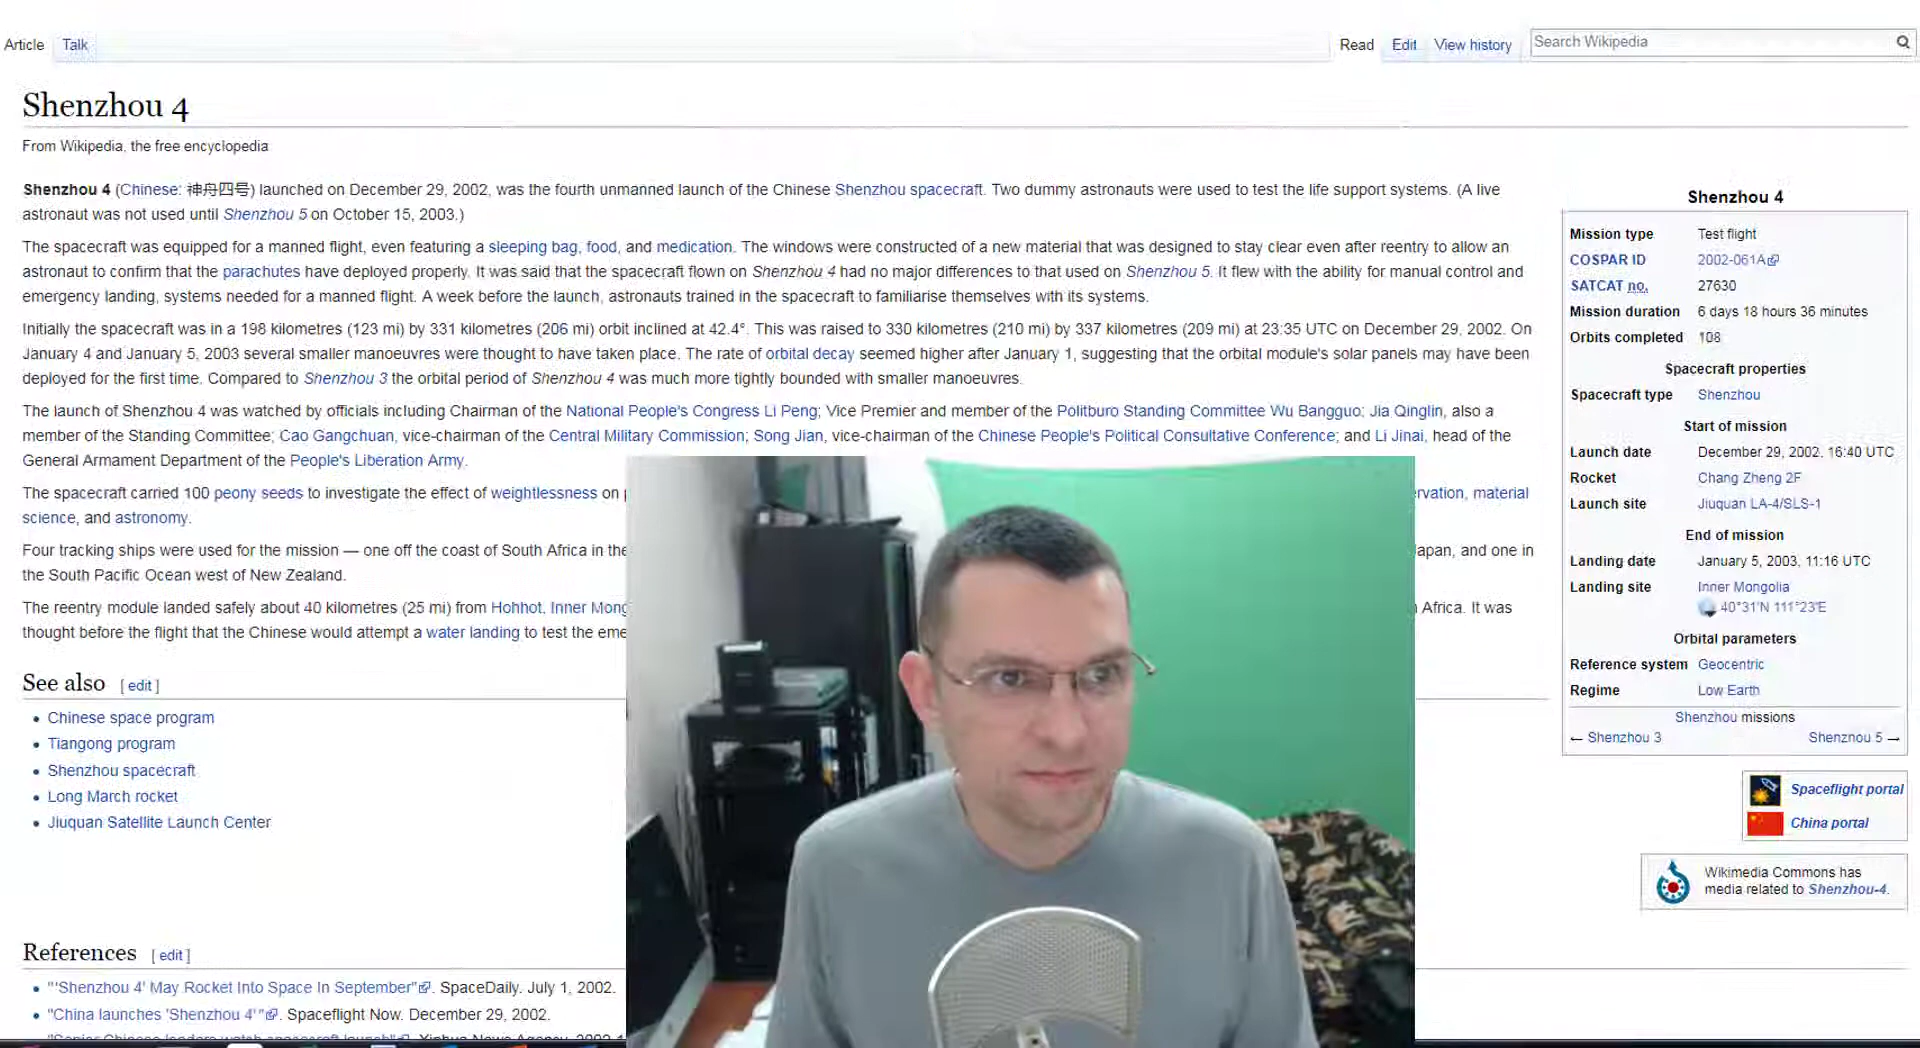 Article Talk Read Edit View history Search Wikipedia
Shenzhou 4
From Wikipedia, the free encyclopedia
Shenzhou 4 (Chinese: 神舟四号) launched on December 29, 2002, was the fourth unmanned launch of the Chinese Shenzhou spacecraft. Two dummy astronauts were used to test the life support systems. (A live
astronaut was not used until Shenzhou 5 on October 15, 2003.)
The spacecraft was equipped for a manned flight, even featuring a sleeping bag, food, and medication. The windows were constructed of a new material that was designed to stay clear even after reentry to allow an
astronaut to confirm that the parachutes have deployed properly. It was said that the spacecraft flown on Shenzhou 4 had no major differences to that used on Shenzhou 5. It flew with the ability for manual control and
emergency landing, systems needed for a manned flight. A week before the launch, astronauts trained in the spacecraft to familiarise themselves with its systems.
Initially the spacecraft was in a 198 kilometres (123 mi) by 331 kilometres (206 mi) orbit inclined at 42.4°. This was raised to 330 kilometres (210 mi) by 337 kilometres (209 mi) at 23:35 UTC on December 29, 2002. On
January 4 and January 5, 2003 several smaller manoeuvres were thought to have taken place. The rate of orbital decay seemed higher after January 1, suggesting that the orbital module's solar panels may have been
deployed for the first time. Compared to Shenzhou 3 the orbital period of Shenzhou 4 was much more tightly bounded with smaller manoeuvres.
The launch of Shenzhou 4 was watched by officials including Chairman of the National People's Congress Li Peng; Vice Premier and member of the Politburo Standing Committee Wu Bangguo; Jia Qinglin, also a
member of the Standing Committee; Cao Gangchuan, vice-chairman of the Central Military Commission; Song Jian, vice-chairman of the Chinese People's Political Consultative Conference; and Li Jinai, head of the
General Armament Department of the People's Liberation Army.
The spacecraft carried 100 peony seeds to investigate the effect of weightlessness on material
science, and astronomy.
Four tracking ships were used for the mission — one off the coast of South Africa in the Japan, and one in
the South Pacific Ocean west of New Zealand.
The reentry module landed safely about 40 kilometres (25 mi) from Hohhot, Inner Africa. It was
thought before the flight that the Chinese would attempt a water landing to test the
See also [ edit ]
Chinese space program
Tiangong program
Shenzhou spacecraft
Long March rocket
Jiuquan Satellite Launch Center
References [ edit ]
"'Shenzhou 4' May Rocket Into Space In September". SpaceDaily. July 1, 2002.
"China launches 'Shenzhou 4'". Spaceflight Now. December 29, 2002.
Shenzhou 4
Mission type Test flight
COSPAR ID 2002-061A
SATCAT no. 27630
Mission duration 6 days 18 hours 36 minutes
Orbits completed 108
Spacecraft properties
Spacecraft type Shenzhou
Start of mission
Launch date December 29, 2002, 16:40 UTC
Rocket Chang Zheng 2F
Launch site Jiuquan LA-4/SLS-1
End of mission
Landing date January 5, 2003, 11:16 UTC
Landing site Inner Mongolia
40°31′N 111°23′E
Orbital parameters
Reference system Geocentric
Regime Low Earth
Shenzhou missions
← Shenzhou 3 Shenzhou 5 →
Spaceflight portal
China portal
Wikimedia Commons has
media related to Shenzhou-4.